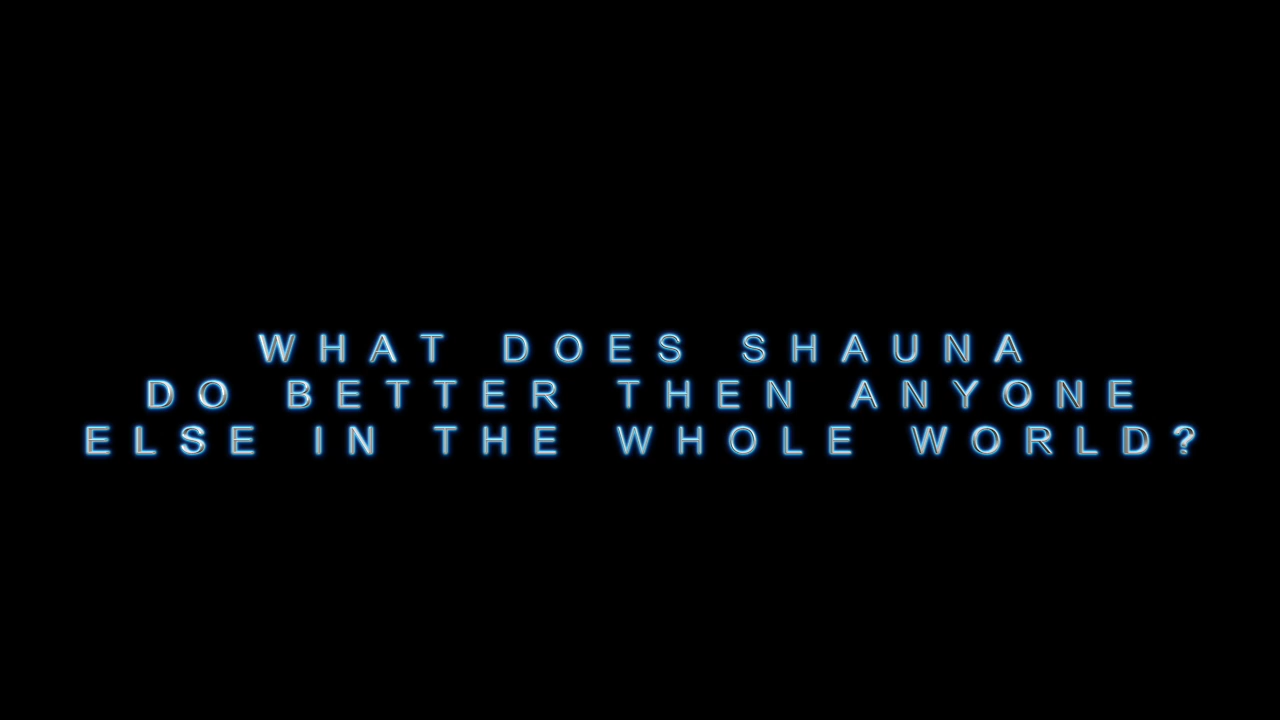 WHAT DOES SHAUNA
DO BETTER THEN ANYONE
ELSE IN THE WHOLE WORLD?